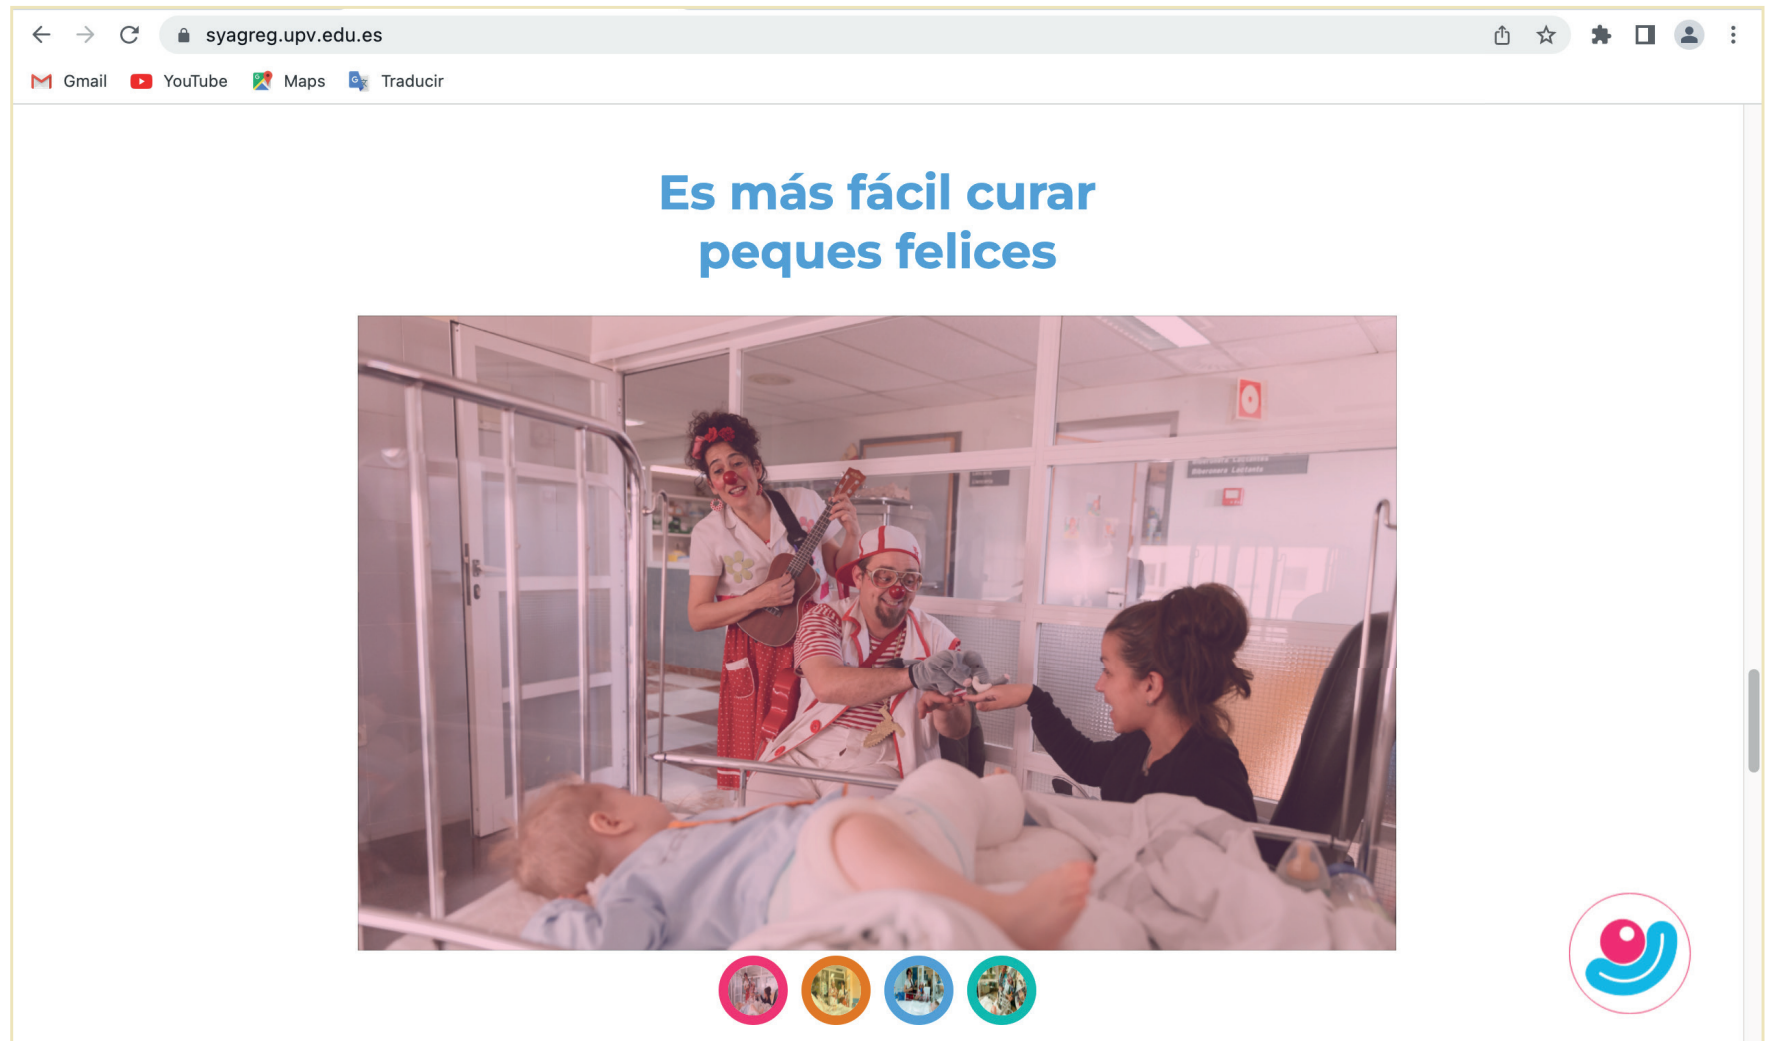 syagreg.upv.edu.es
Gmail YouTube Maps Traducir
Es más fácil curar
peques felices